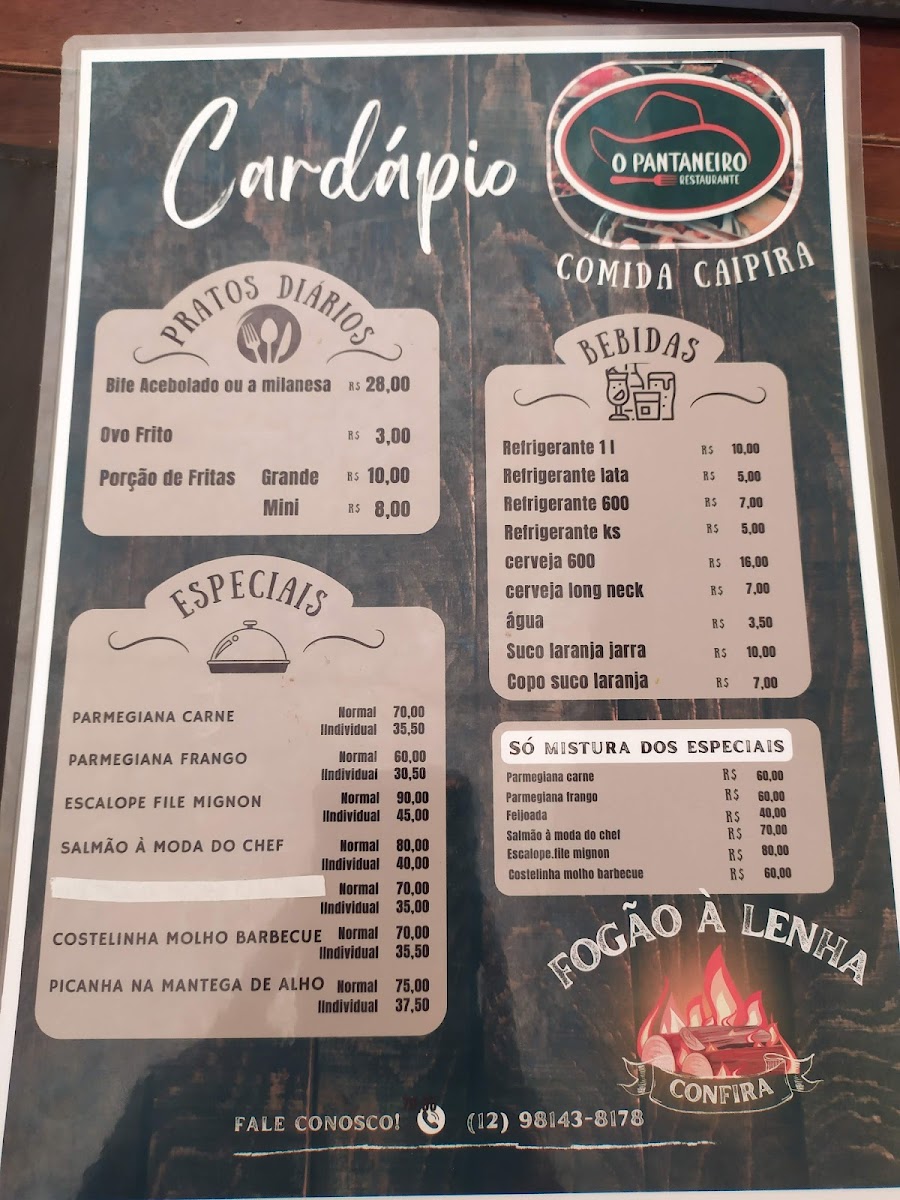 Cardápio
O PANTANEIRO
RESTAURANTE
COMIDA CAIPIRA
PRATOS DIÁRIOS
Bife Acebolado ou a milanesa R$ 28,00
Ovo Frito R$ 3,00
Porção de Fritas Grande R$ 10,00
Mini R$ 8,00
ESPECIAIS
PARMEGIANA CARNE Normal 70,00
IIndividual 35,50
PARMEGIANA FRANGO Normal 60,00
IIndividual 30,50
ESCALOPE FILE MIGNON Normal 90,00
IIndividual 45,00
SALMÃO À MODA DO CHEF Normal 80,00
IIndividual 40,00
Normal 70,00
IIndividual 35,00
COSTELINHA MOLHO BARBECUE Normal 70,00
IIndividual 35,50
PICANHA NA MANTEGA DE ALHO Normal 75,00
IIndividual 37,50
BEBIDAS
Refrigerante 1 l R$ 10,00
Refrigerante lata R$ 5,00
Refrigerante 600 R$ 7,00
Refrigerante ks R$ 5,00
cerveja 600 R$ 16,00
cerveja long neck R$ 7,00
água R$ 3,50
Suco laranja jarra R$ 10,00
Copo suco laranja R$ 7,00
SÓ MISTURA DOS ESPECIAIS
Parmegiana carne R$ 60,00
Parmegiana frango R$ 60,00
Feijoada R$ 40,00
Salmão à moda do chef R$ 70,00
Escalope.file mignon R$ 80,00
Costelinha molho barbecue R$ 60,00
FOGÃO À LENHA
CONFIRA
FALE CONOSCO! (12) 98143-8178